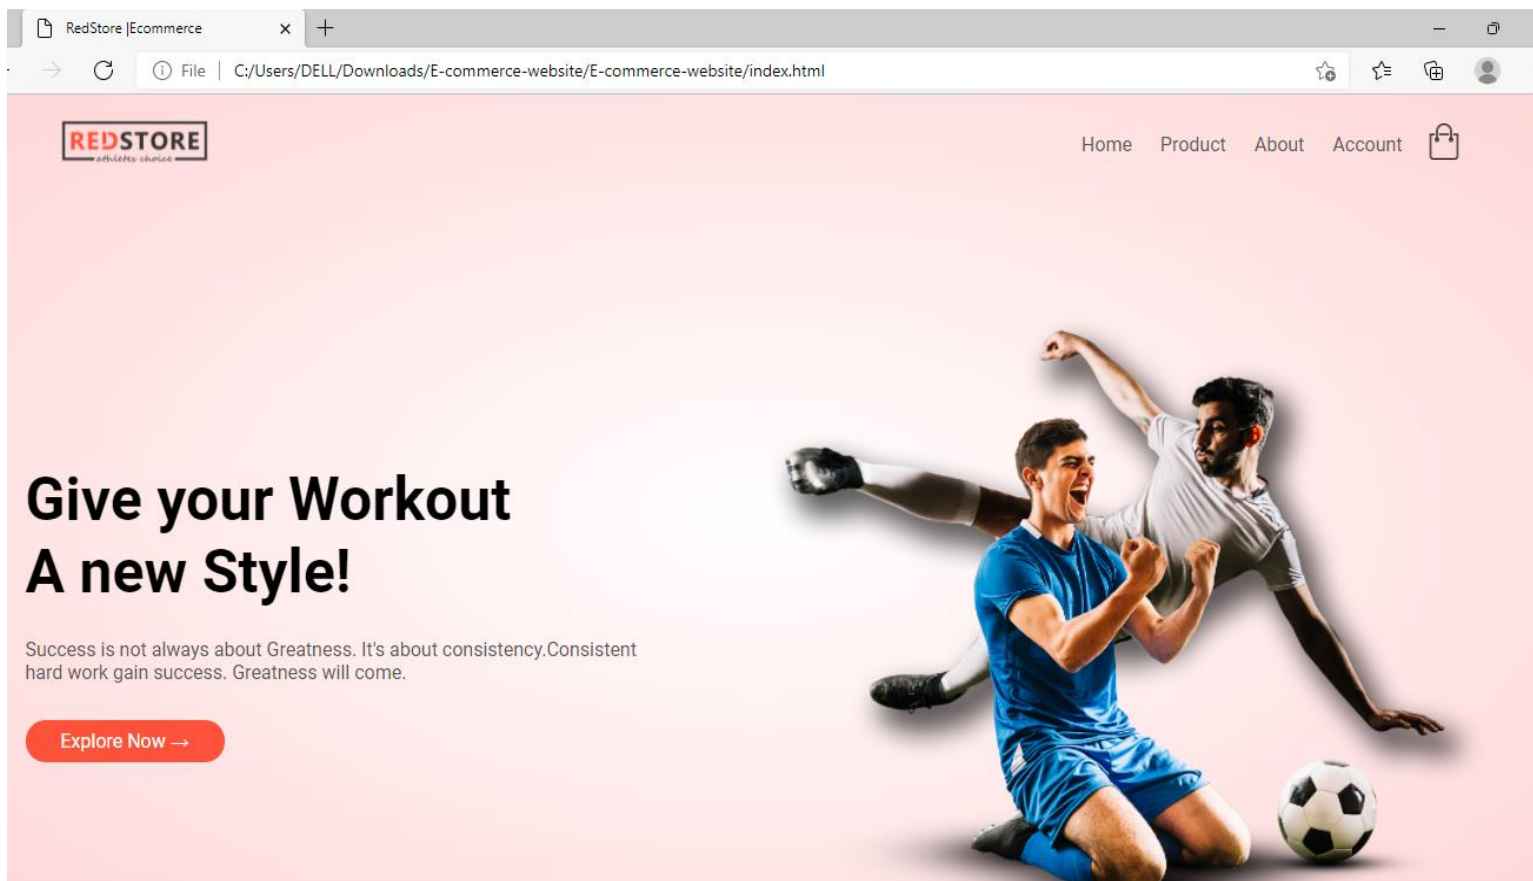 RedStore |Ecommerce
File
C:/Users/DELL/Downloads/E-commerce-website/E-commerce-website/index.html
REDSTORE
athletes choice
Home Product About Account
Give your Workout
A new Style!
Success is not always about Greatness. It's about consistency.Consistent
hard work gain success. Greatness will come.
Explore Now →